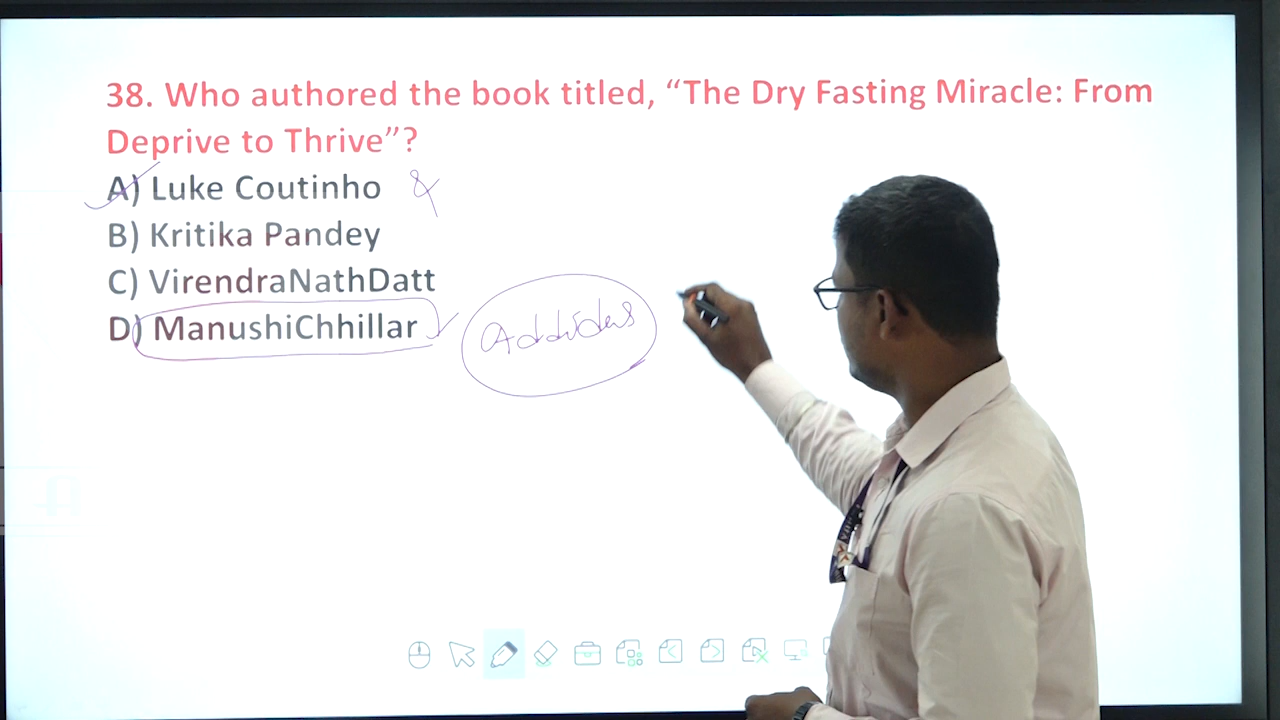 38. Who authored the book titled, “The Dry Fasting Miracle: From
Deprive to Thrive”?
A) Luke Coutinho &
B) Kritika Pandey
C) VirendraNathDatt
D) ManushiChhillar
Addidas